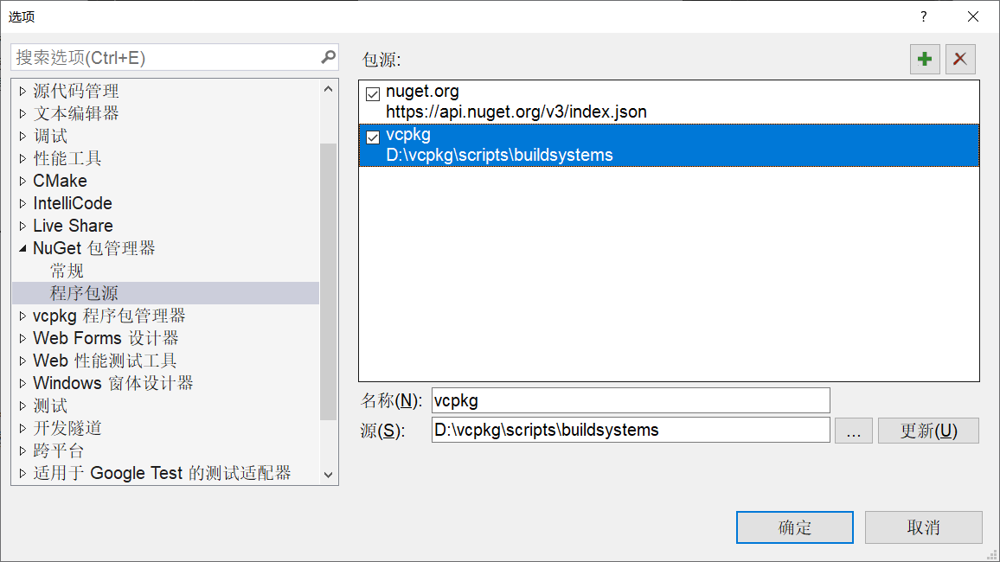 选项
?
搜索选项(Ctrl+E)
源代码管理
文本编辑器
调试
性能工具
CMake
IntelliCode
Live Share
NuGet 包管理器
常规
程序包源
vcpkg 程序包管理器
Web Forms 设计器
Web 性能测试工具
Windows 窗体设计器
测试
开发隧道
跨平台
适用于 Google Test 的测试适配器
包源:
nuget.org
https://api.nuget.org/v3/index.json
vcpkg
D:\vcpkg\scripts\buildsystems
名称(N): vcpkg
源(S): D:\vcpkg\scripts\buildsystems ... 更新(U)
确定 取消